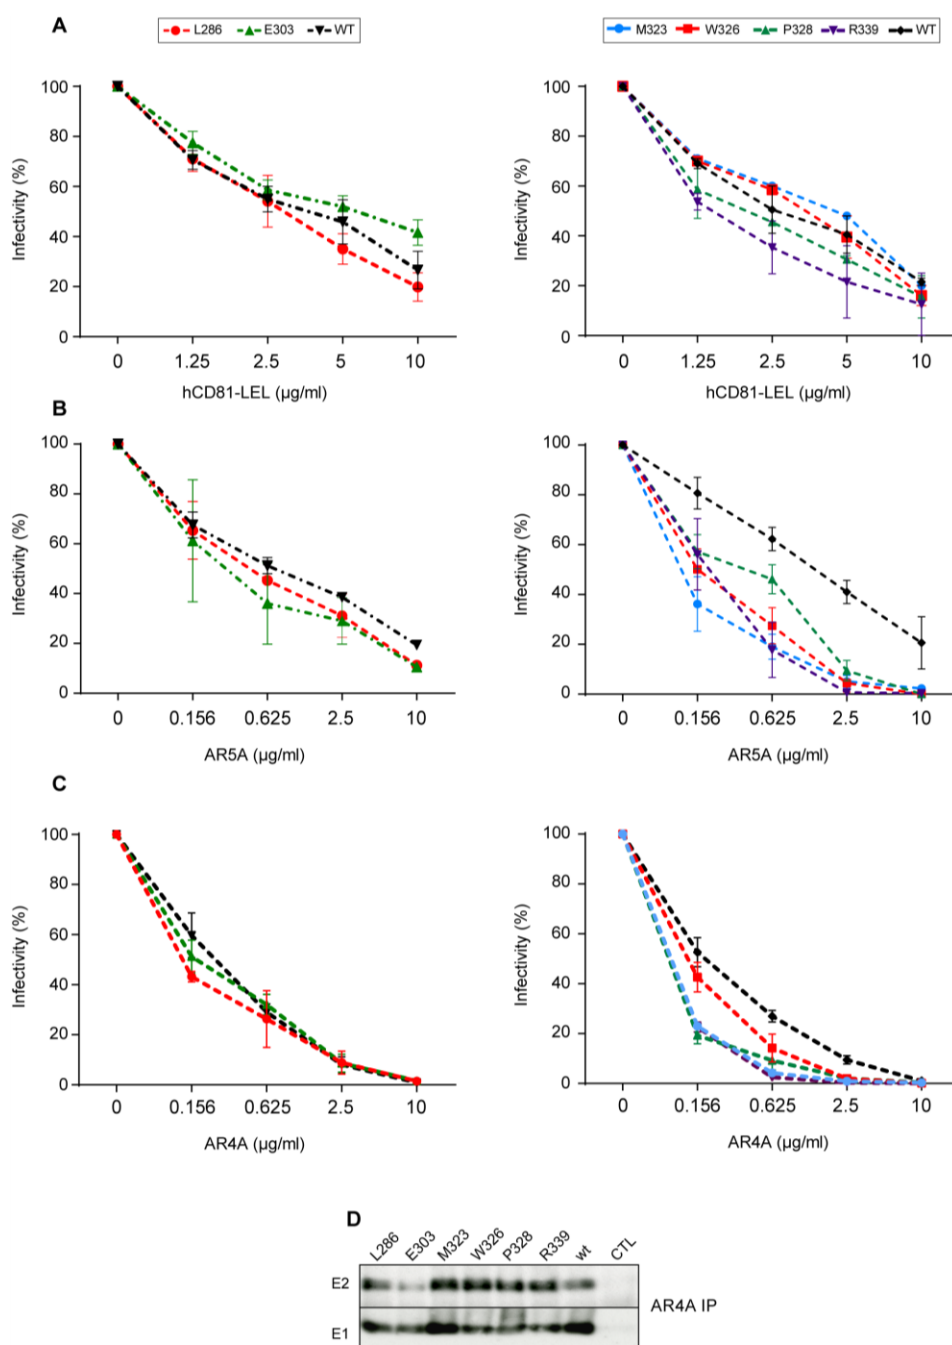 A
L286 E303 WT
M323 W326 P328 R339 WT
Infectivity (%)
100
80
60
40
20
0
0 1.25 2.5 5 10
hCD81-LEL (µg/ml)
Infectivity (%)
100
80
60
40
20
0
0 1.25 2.5 5 10
hCD81-LEL (µg/ml)
B
Infectivity (%)
100
80
60
40
20
0
0 0.156 0.625 2.5 10
AR5A (µg/ml)
Infectivity (%)
100
80
60
40
20
0
0 0.156 0.625 2.5 10
AR5A (µg/ml)
C
Infectivity (%)
100
80
60
40
20
0
0 0.156 0.625 2.5 10
AR4A (µg/ml)
Infectivity (%)
100
80
60
40
20
0
0 0.156 0.625 2.5 10
AR4A (µg/ml)
D
L286 E303 M323 W326 P328 R339 wt CTL
E2
AR4A IP
E1